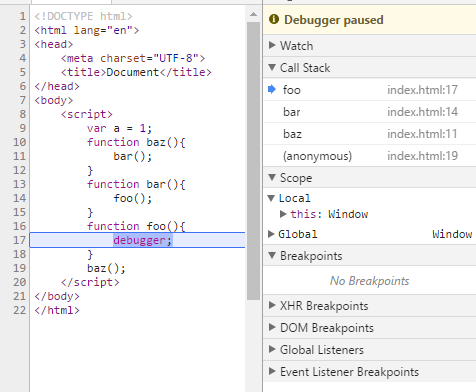 1 <!DOCTYPE html>
2 <html lang="en">
3 <head>
4 <meta charset="UTF-8">
5 <title>Document</title>
6 </head>
7 <body>
8 <script>
9 var a = 1;
10 function baz(){
11 bar();
12 }
13 function bar(){
14 foo();
15 }
16 function foo(){
17 debugger;
18 }
19 baz();
20 </script>
21 </body>
22 </html>
Debugger paused
Watch
Call Stack
foo index.html:17
bar index.html:14
baz index.html:11
(anonymous) index.html:19
Scope
Local
this: Window
Global Window
Breakpoints
No Breakpoints
XHR Breakpoints
DOM Breakpoints
Global Listeners
Event Listener Breakpoints